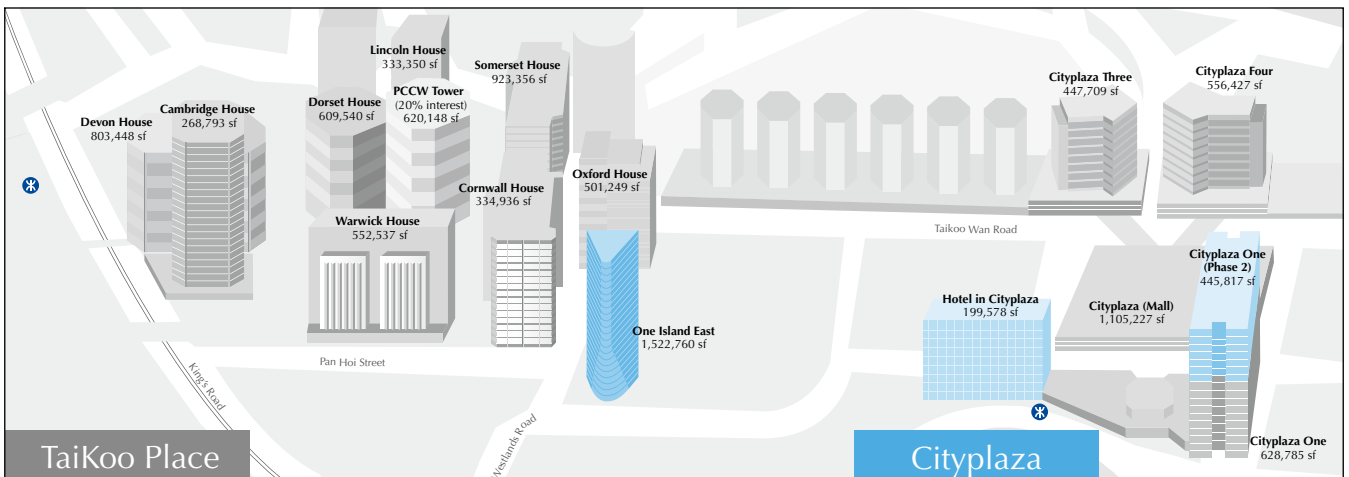 Lincoln House
333,350 sf
Somerset House
923,356 sf
Cityplaza Three
447,709 sf
Cityplaza Four
556,427 sf
Devon House
803,448 sf
Cambridge House
268,793 sf
Dorset House
609,540 sf
PCCW Tower
(20% interest)
620,148 sf
Cornwall House
334,936 sf
Oxford House
501,249 sf
Warwick House
552,537 sf
Taikoo Wan Road
Cityplaza One
(Phase 2)
445,817 sf
Hotel in Cityplaza
199,578 sf
Cityplaza (Mall)
1,105,227 sf
One Island East
1,522,760 sf
Pan Hoi Street
King's Road
Westlands Road
Cityplaza One
628,785 sf
TaiKoo Place
Cityplaza